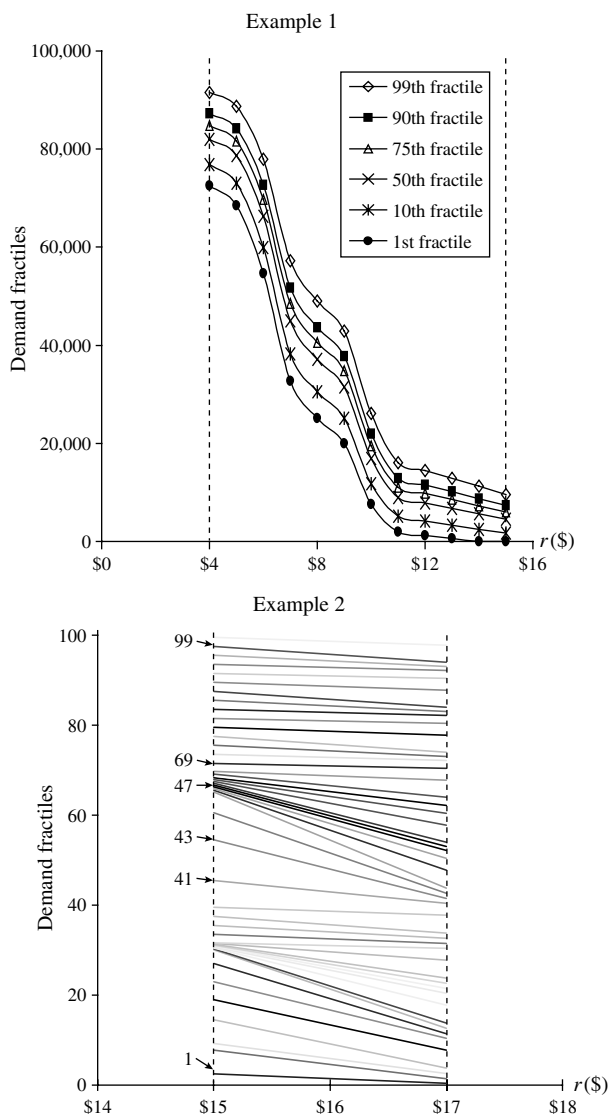 Example 1
100,000
80,000
60,000
40,000
20,000
0
Demand fractiles
99th fractile
90th fractile
75th fractile
50th fractile
10th fractile
1st fractile
$0
$4
$8
$12
$16
r($)
Example 2
100
80
60
40
20
0
Demand fractiles
99
69
47
43
41
1
$14
$15
$16
$17
$18
r($)